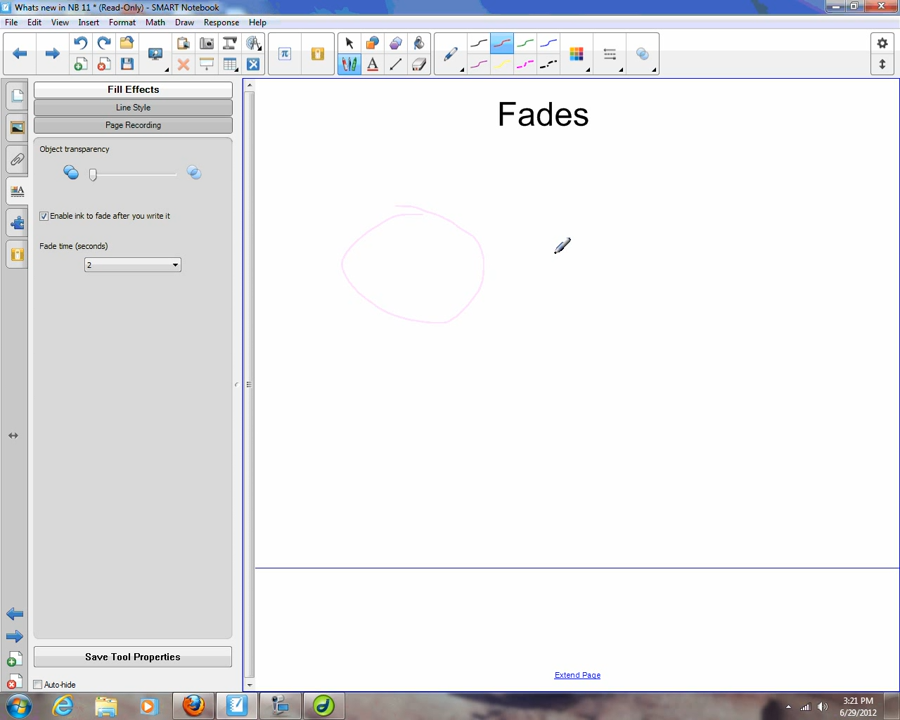 Whats new in NB 11 * (Read-Only) - SMART Notebook
File Edit View Insert Format Math Draw Response Help
Fill Effects
Line Style
Page Recording
Object transparency
Enable ink to fade after you write it
Fade time (seconds)
2
Save Tool Properties
Auto-hide
Fades
Extend Page
3:21 PM
6/29/2012